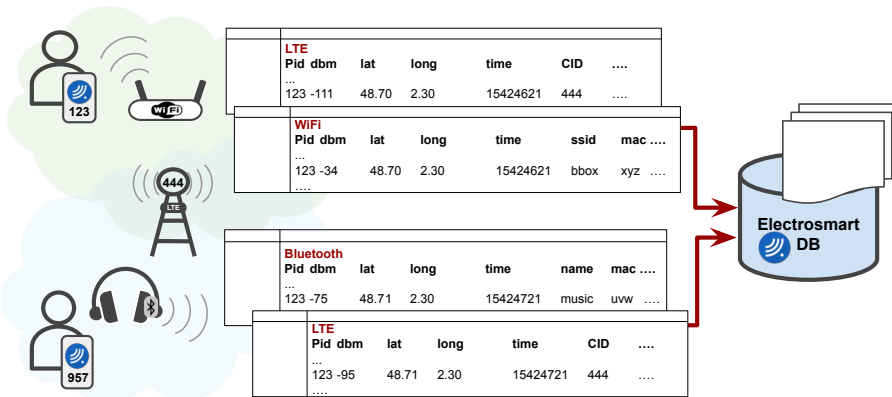 123
WiFi
444
LTE
957
LTE
Pid dbm lat long time CID ....
...
123 -111 48.70 2.30 15424621 444 ....
WiFi
Pid dbm lat long time ssid mac ....
...
123 -34 48.70 2.30 15424621 bbox xyz ....
....
Bluetooth
Pid dbm lat long time name mac ....
...
123 -75 48.71 2.30 15424721 music uvw ....
LTE
Pid dbm lat long time CID ....
...
123 -95 48.71 2.30 15424721 444 ....
....
Electrosmart
DB